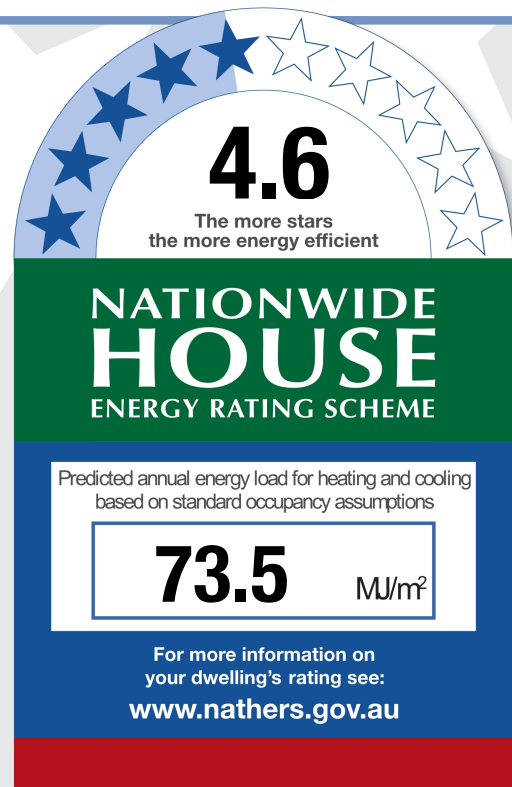 4.6
The more stars
the more energy efficient
NATIONWIDE
HOUSE
ENERGY RATING SCHEME
Predicted annual energy load for heating and cooling
based on standard occupancy assumptions
73.5 MJ/m²
For more information on
your dwelling's rating see:
www.nathers.gov.au